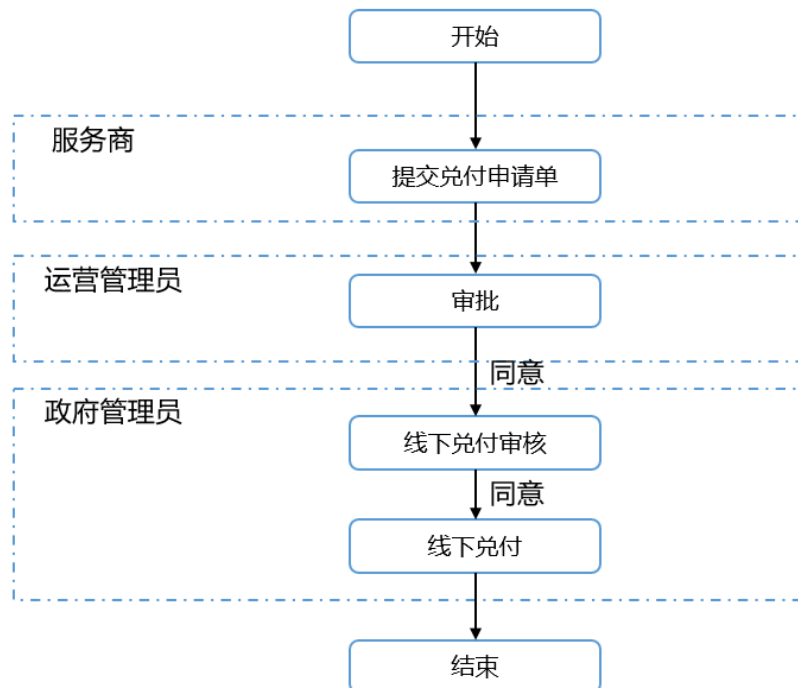 开始
服务商
提交兑付申请单
运营管理员
审批
同意
政府管理员
线下兑付审核
同意
线下兑付
结束